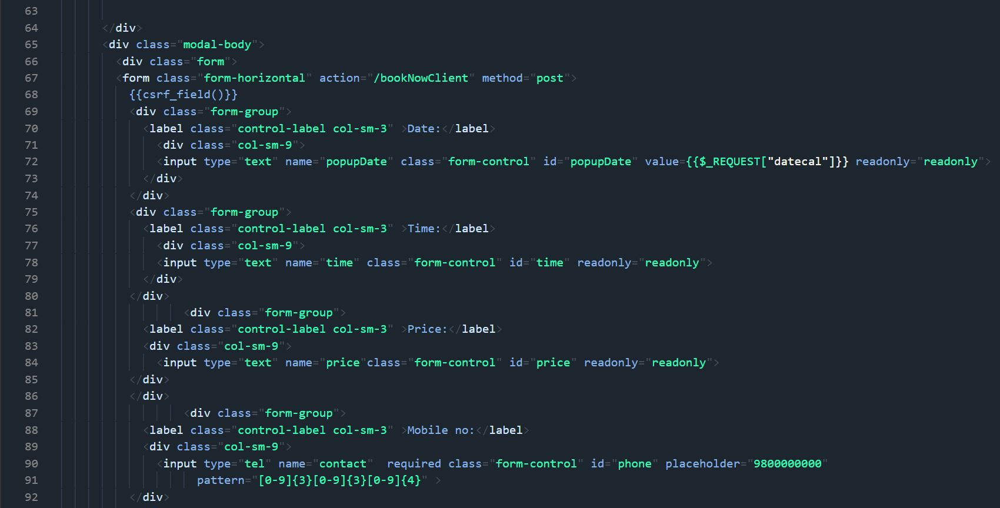 63
64 </div>
65 <div class="modal-body">
66 <div class="form">
67 <form class="form-horizontal" action="/bookNowClient" method="post">
68 {{csrf_field()}}
69 <div class="form-group">
70 <label class="control-label col-sm-3" >Date:</label>
71 <div class="col-sm-9">
72 <input type="text" name="popupDate" class="form-control" id="popupDate" value={{$_REQUEST["datecal"]}} readonly="readonly">
73 </div>
74 </div>
75 <div class="form-group">
76 <label class="control-label col-sm-3" >Time:</label>
77 <div class="col-sm-9">
78 <input type="text" name="time" class="form-control" id="time" readonly="readonly">
79 </div>
80 </div>
81 <div class="form-group">
82 <label class="control-label col-sm-3" >Price:</label>
83 <div class="col-sm-9">
84 <input type="text" name="price"class="form-control" id="price" readonly="readonly">
85 </div>
86 </div>
87 <div class="form-group">
88 <label class="control-label col-sm-3" >Mobile no:</label>
89 <div class="col-sm-9">
90 <input type="tel" name="contact"  required class="form-control" id="phone" placeholder="9800000000"
91 pattern="[0-9]{3}[0-9]{3}[0-9]{4}" >
92 </div>